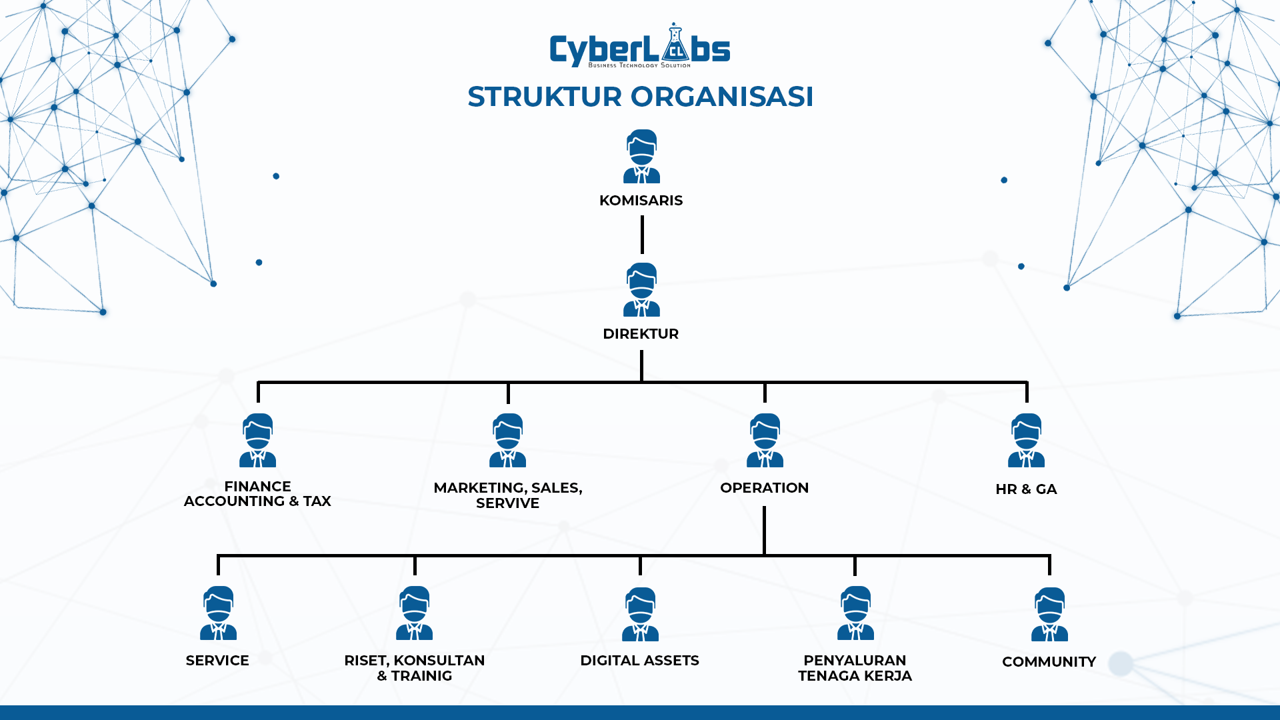 CyberLabs
CL
Business Technology Solution
STRUKTUR ORGANISASI
KOMISARIS
DIREKTUR
FINANCE
ACCOUNTING & TAX
MARKETING, SALES,
SERVIVE
OPERATION
HR & GA
SERVICE
RISET, KONSULTAN
& TRAINIG
DIGITAL ASSETS
PENYALURAN
TENAGA KERJA
COMMUNITY